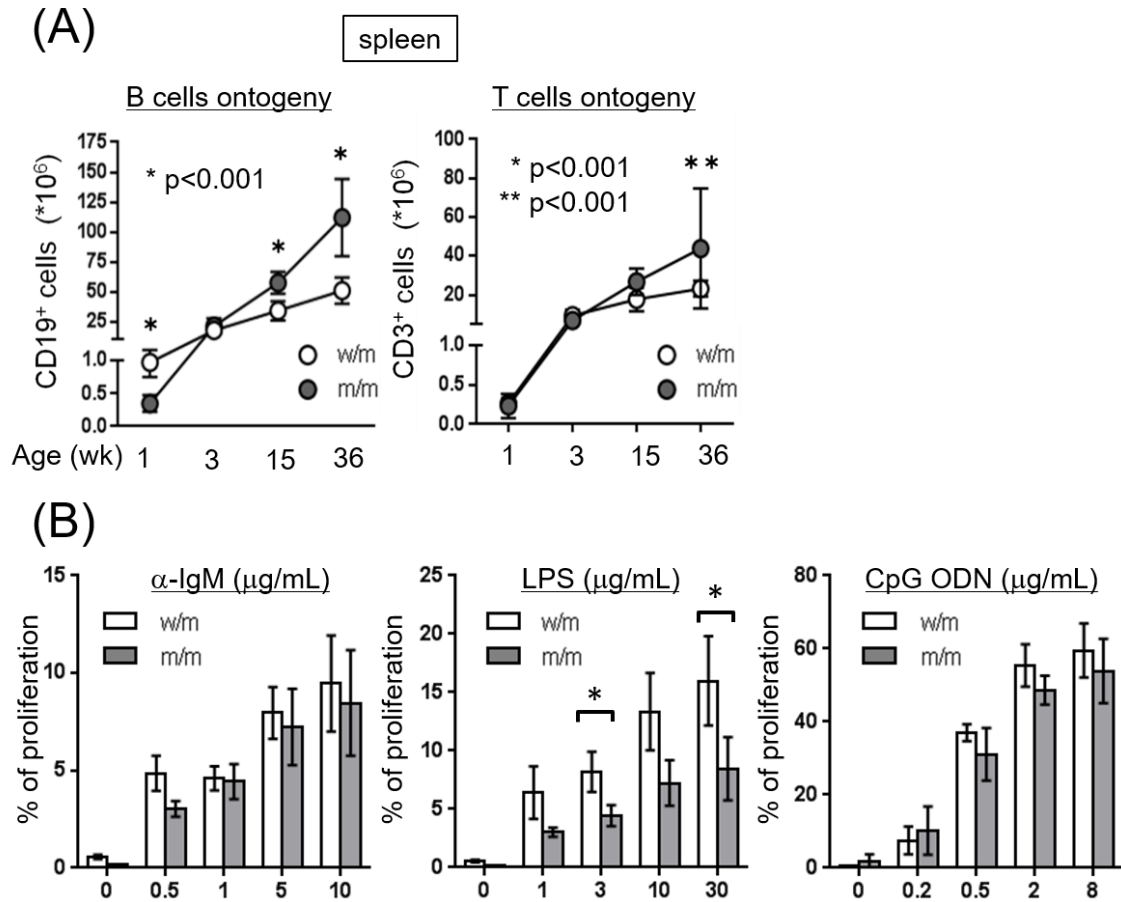 (A)
spleen
B cells ontogeny
CD19+ cells (*10⁶)
175
150
125
100
75
50
25
1.0
0.5
0.0
* p<0.001
*
*
*
w/m
m/m
Age (wk) 1 3 15 36
T cells ontogeny
CD3+ cells (*10⁶)
100
80
60
40
20
1.0
0.5
0.0
* p<0.001
** p<0.001
**
w/m
m/m
1 3 15 36
(B)
α-IgM (μg/mL)
% of proliferation
15
10
5
0
w/m
m/m
0 0.5 1 5 10
LPS (μg/mL)
% of proliferation
25
20
15
10
5
0
w/m
m/m
*
*
0 1 3 10 30
CpG ODN (μg/mL)
% of proliferation
80
60
40
20
0
w/m
m/m
0 0.2 0.5 2 8